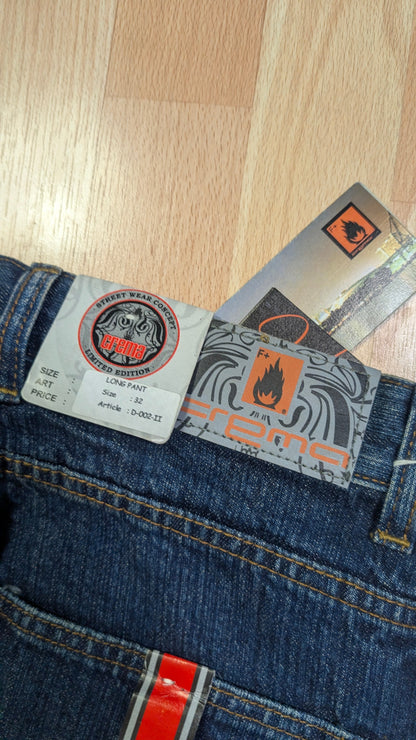 STREET WEAR CONCEPT
crema
LIMITED EDITION
SIZE :
ART :
PRICE :
LONG PANT
Size : 32
Article : D-002-II
F+
F+
crema